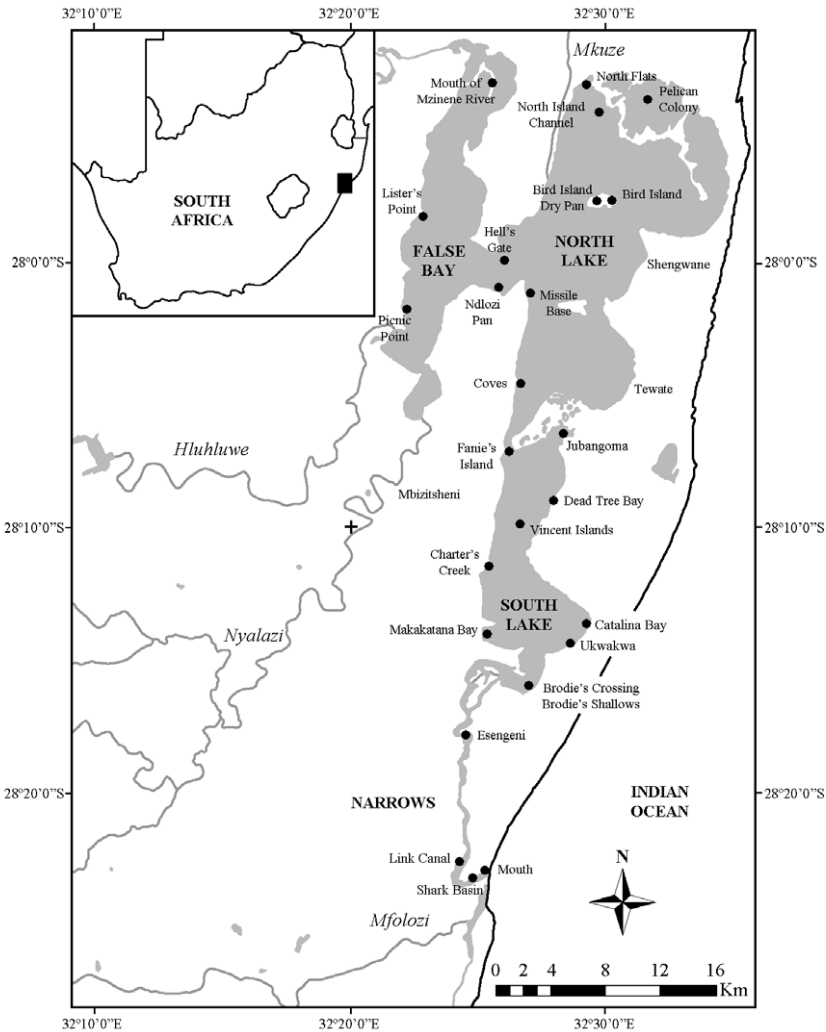 32°10'0"E
32°20'0"E
32°30'0"E
Mkuze
North Flats
Mouth of
Mzinene River
Pelican
Colony
North Island
Channel
SOUTH
AFRICA
Lister's
Point
Bird Island
Dry Pan
Bird Island
Hell's
Gate
FALSE
BAY
NORTH
LAKE
28°0'0"S
28°0'0"S
Shengwane
Ndlozi
Pan
Missile
Base
Picnic
Point
Coves
Tewate
Hluhluwe
Fanie's
Island
Jubangoma
Mbizitsheni
Dead Tree Bay
28°10'0"S
28°10'0"S
Vincent Islands
Charter's
Creek
SOUTH
LAKE
Nyalazi
Makakatana Bay
Catalina Bay
Ukwakwa
Brodie's Crossing
Brodie's Shallows
Esengeni
28°20'0"S
28°20'0"S
NARROWS
INDIAN
OCEAN
Link Canal
Mouth
Shark Basin
N
Mfolozi
0 2 4 8 12 16
Km
32°10'0"E
32°20'0"E
32°30'0"E